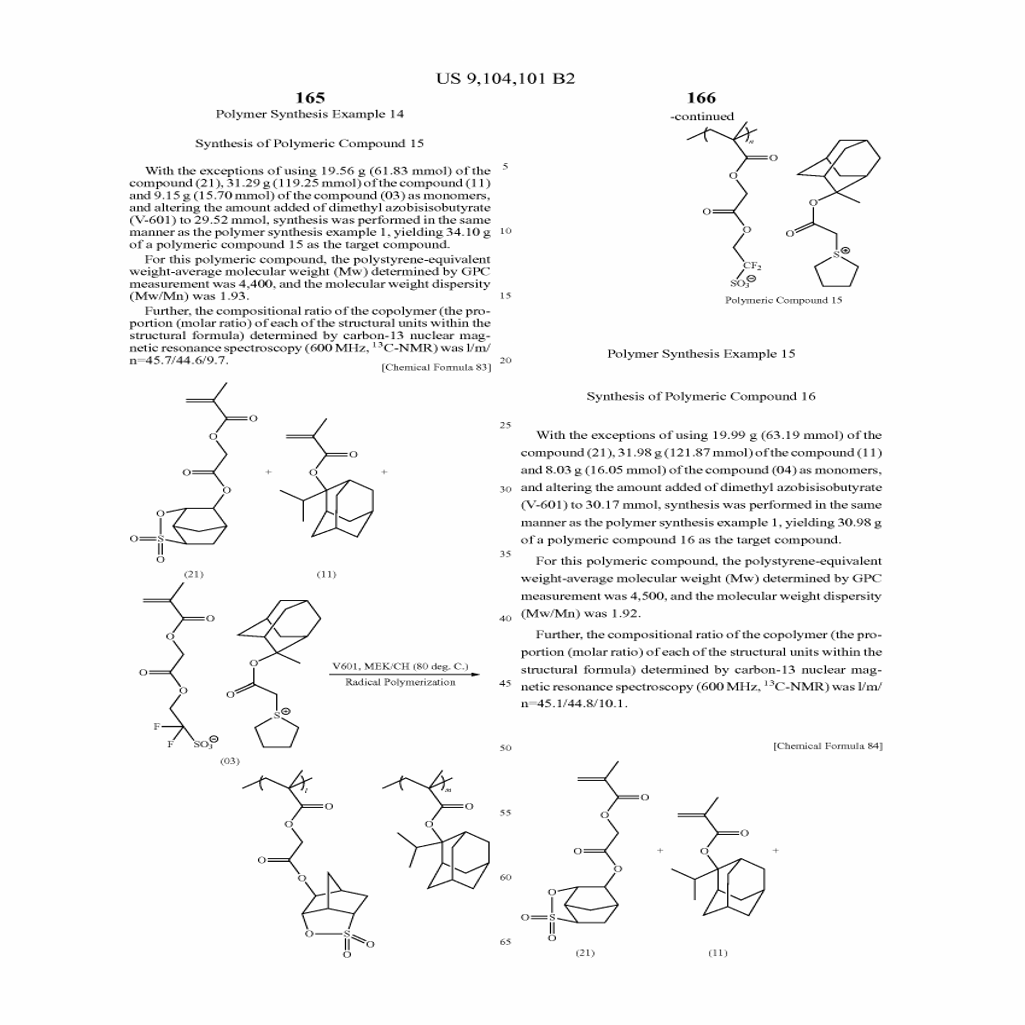 US 9,104,101 B2
165
Polymer Synthesis Example 14
Synthesis of Polymeric Compound 15
With the exceptions of using 19.56 g (61.83 mmol) of the
compound (21), 31.29 g (119.25 mmol) of the compound (11)
and 9.15 g (15.70 mmol) of the compound (03) as monomers,
and altering the amount added of dimethyl azobisisobutyrate
(V-601) to 29.52 mmol, synthesis was performed in the same
manner as the polymer synthesis example 1, yielding 34.10 g
of a polymeric compound 15 as the target compound.
For this polymeric compound, the polystyrene-equivalent
weight-average molecular weight (Mw) determined by GPC
measurement was 4,400, and the molecular weight dispersity
(Mw/Mn) was 1.93.
Further, the compositional ratio of the copolymer (the pro-
portion (molar ratio) of each of the structural units within the
structural formula) determined by carbon-13 nuclear mag-
netic resonance spectroscopy (600 MHz, ¹³C-NMR) was l/m/
n=45.7/44.6/9.7.
[Chemical Formula 83]
O
O
O
O
O
O=S
O
+
O
O
+
(21)
(11)
O
O
O
O
F
F
SO₃⊖
O
O
S⊕
(03)
V601, MEK/CH (80 deg. C.)
Radical Polymerization
l
O
O
O
O
O
S
O
O
m
O
O
5
10
15
20
25
30
35
40
45
50
55
60
65
166
-continued
n
O
O
O
O
CF₂
SO₃⊖
O
O
S⊕
Polymeric Compound 15
Polymer Synthesis Example 15
Synthesis of Polymeric Compound 16
With the exceptions of using 19.99 g (63.19 mmol) of the
compound (21), 31.98 g (121.87 mmol) of the compound (11)
and 8.03 g (16.05 mmol) of the compound (04) as monomers,
and altering the amount added of dimethyl azobisisobutyrate
(V-601) to 30.17 mmol, synthesis was performed in the same
manner as the polymer synthesis example 1, yielding 30.98 g
of a polymeric compound 16 as the target compound.
For this polymeric compound, the polystyrene-equivalent
weight-average molecular weight (Mw) determined by GPC
measurement was 4,500, and the molecular weight dispersity
(Mw/Mn) was 1.92.
Further, the compositional ratio of the copolymer (the pro-
portion (molar ratio) of each of the structural units within the
structural formula) determined by carbon-13 nuclear mag-
netic resonance spectroscopy (600 MHz, ¹³C-NMR) was l/m/
n=45.1/44.8/10.1.
[Chemical Formula 84]
O
O
O
O
O
O=S
O
+
O
O
+
(21)
(11)